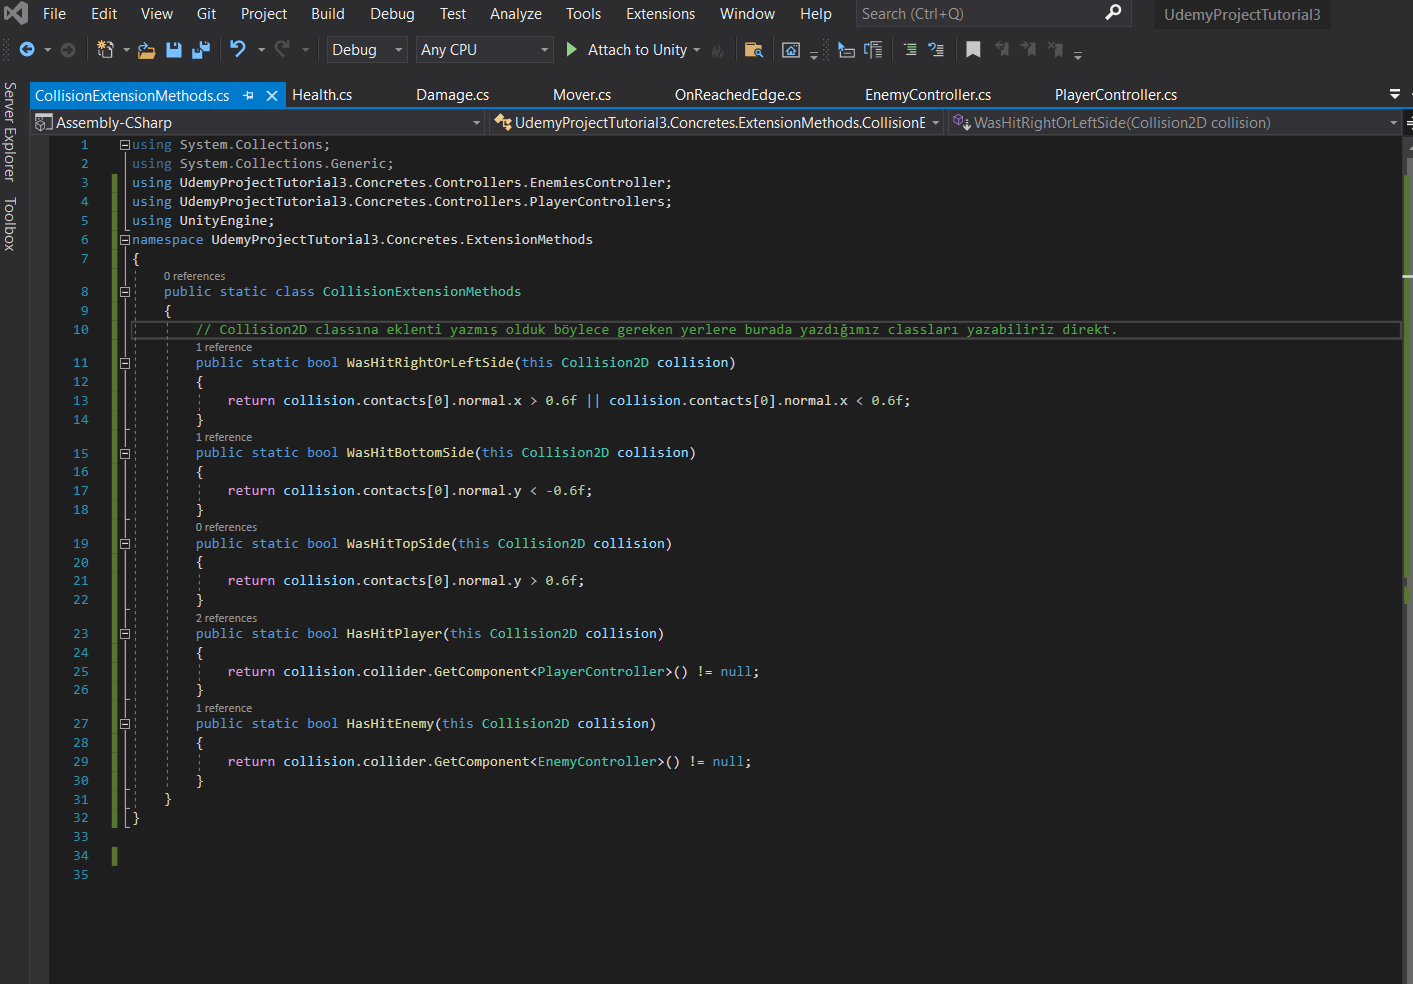 File Edit View Git Project Build Debug Test Analyze Tools Extensions Window Help Search (Ctrl+Q) UdemyProjectTutorial3
Debug Any CPU Attach to Unity
Server Explorer
Toolbox
CollisionExtensionMethods.cs Health.cs Damage.cs Mover.cs OnReachedEdge.cs EnemyController.cs PlayerController.cs
Assembly-CSharp UdemyProjectTutorial3.Concretes.ExtensionMethods.CollisionE WasHitRightOrLeftSide(Collision2D collision)
1 using System.Collections;
2 using System.Collections.Generic;
3 using UdemyProjectTutorial3.Concretes.Controllers.EnemiesController;
4 using UdemyProjectTutorial3.Concretes.Controllers.PlayerControllers;
5 using UnityEngine;
6 namespace UdemyProjectTutorial3.Concretes.ExtensionMethods
7 {
0 references
8 public static class CollisionExtensionMethods
9 {
10 // Collision2D classına eklenti yazmış olduk böylece gereken yerlere burada yazdığımız classları yazabiliriz direkt.
1 reference
11 public static bool WasHitRightOrLeftSide(this Collision2D collision)
12 {
13 return collision.contacts[0].normal.x > 0.6f || collision.contacts[0].normal.x < 0.6f;
14 }
1 reference
15 public static bool WasHitBottomSide(this Collision2D collision)
16 {
17 return collision.contacts[0].normal.y < -0.6f;
18 }
0 references
19 public static bool WasHitTopSide(this Collision2D collision)
20 {
21 return collision.contacts[0].normal.y > 0.6f;
22 }
2 references
23 public static bool HasHitPlayer(this Collision2D collision)
24 {
25 return collision.collider.GetComponent<PlayerController>() != null;
26 }
1 reference
27 public static bool HasHitEnemy(this Collision2D collision)
28 {
29 return collision.collider.GetComponent<EnemyController>() != null;
30 }
31 }
32 }
33
34
35